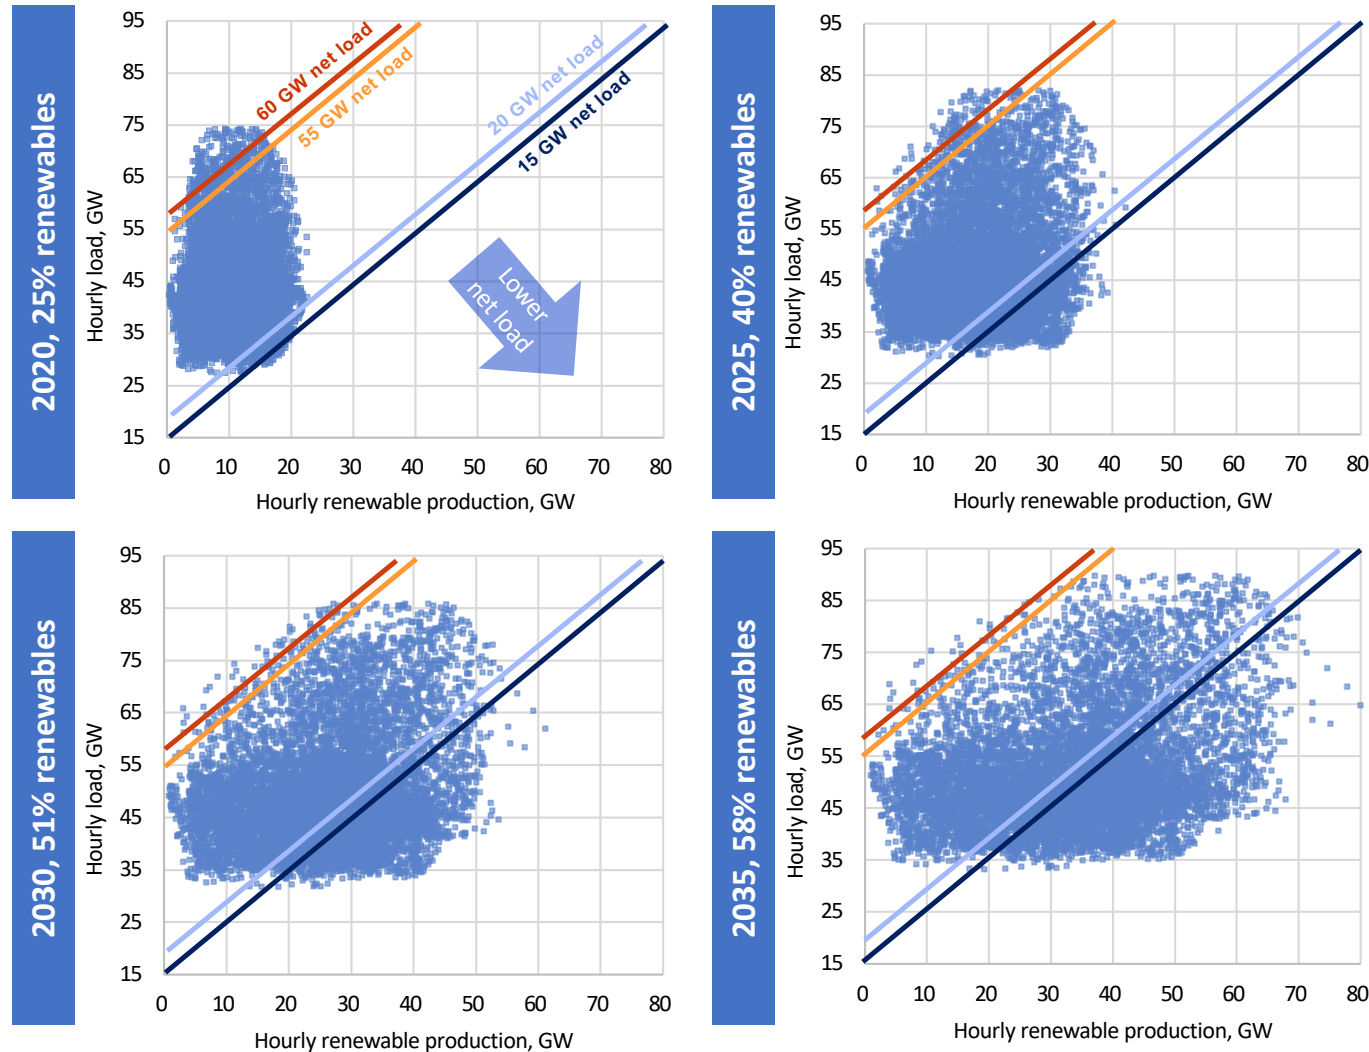 2020, 25% renewables
Hourly load, GW
95
85
75
65
55
45
35
25
15
60 GW net load
55 GW net load
20 GW net load
15 GW net load
Lower
net load
0 10 20 30 40 50 60 70 80
Hourly renewable production, GW
2025, 40% renewables
Hourly load, GW
95
85
75
65
55
45
35
25
15
0 10 20 30 40 50 60 70 80
Hourly renewable production, GW
2030, 51% renewables
Hourly load, GW
95
85
75
65
55
45
35
25
15
0 10 20 30 40 50 60 70 80
Hourly renewable production, GW
2035, 58% renewables
Hourly load, GW
95
85
75
65
55
45
35
25
15
0 10 20 30 40 50 60 70 80
Hourly renewable production, GW